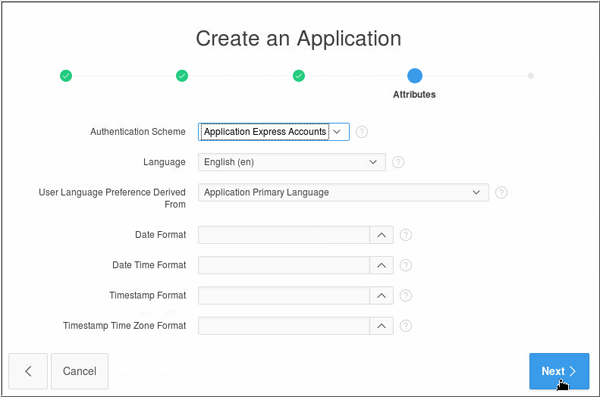 Create an Application
Attributes
Authentication Scheme
Application Express Accounts
?
Language
English (en)
?
User Language Preference Derived
From
Application Primary Language
?
Date Format
?
Date Time Format
?
Timestamp Format
?
Timestamp Time Zone Format
?
Cancel
Next